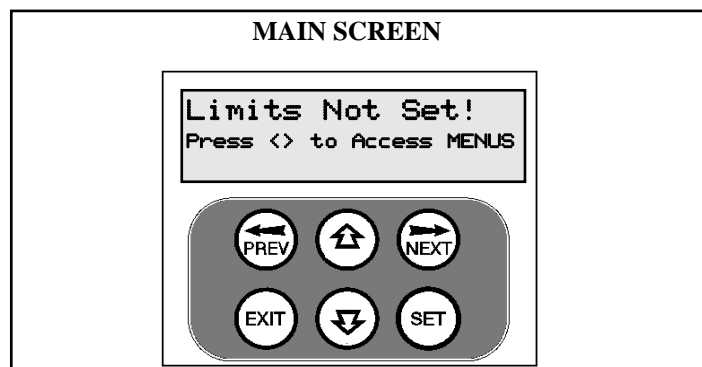 MAIN SCREEN
Limits Not Set!
Press <> to Access MENUS
PREV
NEXT
EXIT
SET